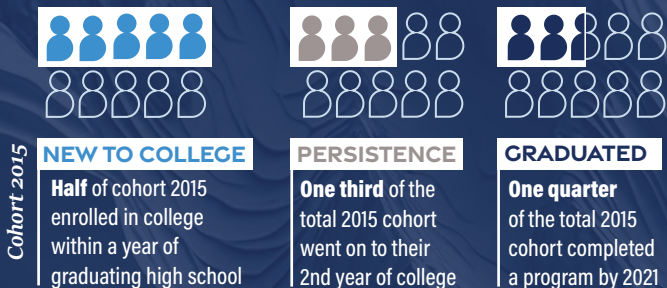 Cohort 2015
NEW TO COLLEGE
Half of cohort 2015
enrolled in college
within a year of
graduating high school
PERSISTENCE
One third of the
total 2015 cohort
went on to their
2nd year of college
GRADUATED
One quarter
of the total 2015
cohort completed
a program by 2021